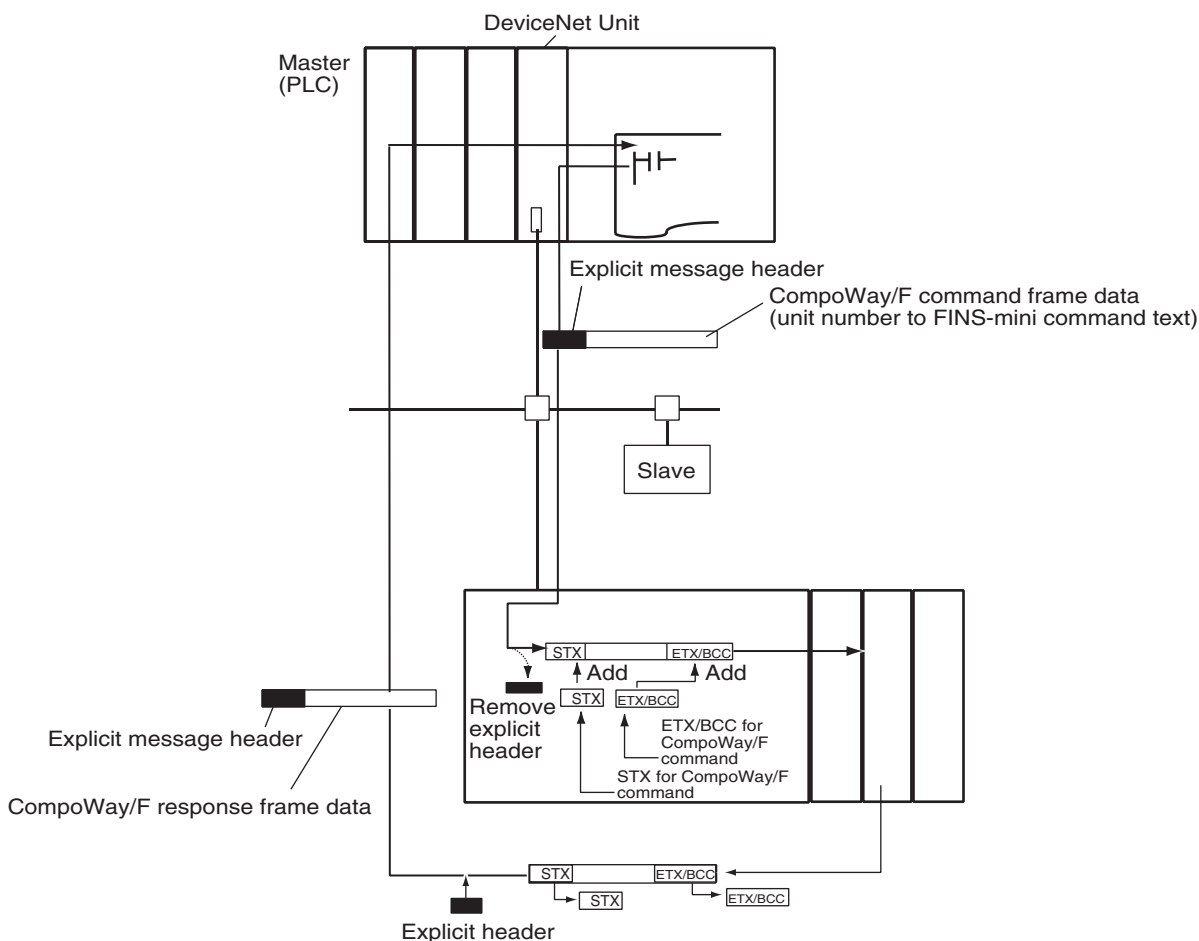 DeviceNet Unit
Master
(PLC)
Explicit message header
CompoWay/F command frame data
(unit number to FINS-mini command text)
Slave
STX
ETX/BCC
Add
Add
STX
ETX/BCC
Remove
explicit
header
ETX/BCC for
CompoWay/F
command
STX for CompoWay/F
command
Explicit message header
CompoWay/F response frame data
STX
ETX/BCC
STX
ETX/BCC
Explicit header